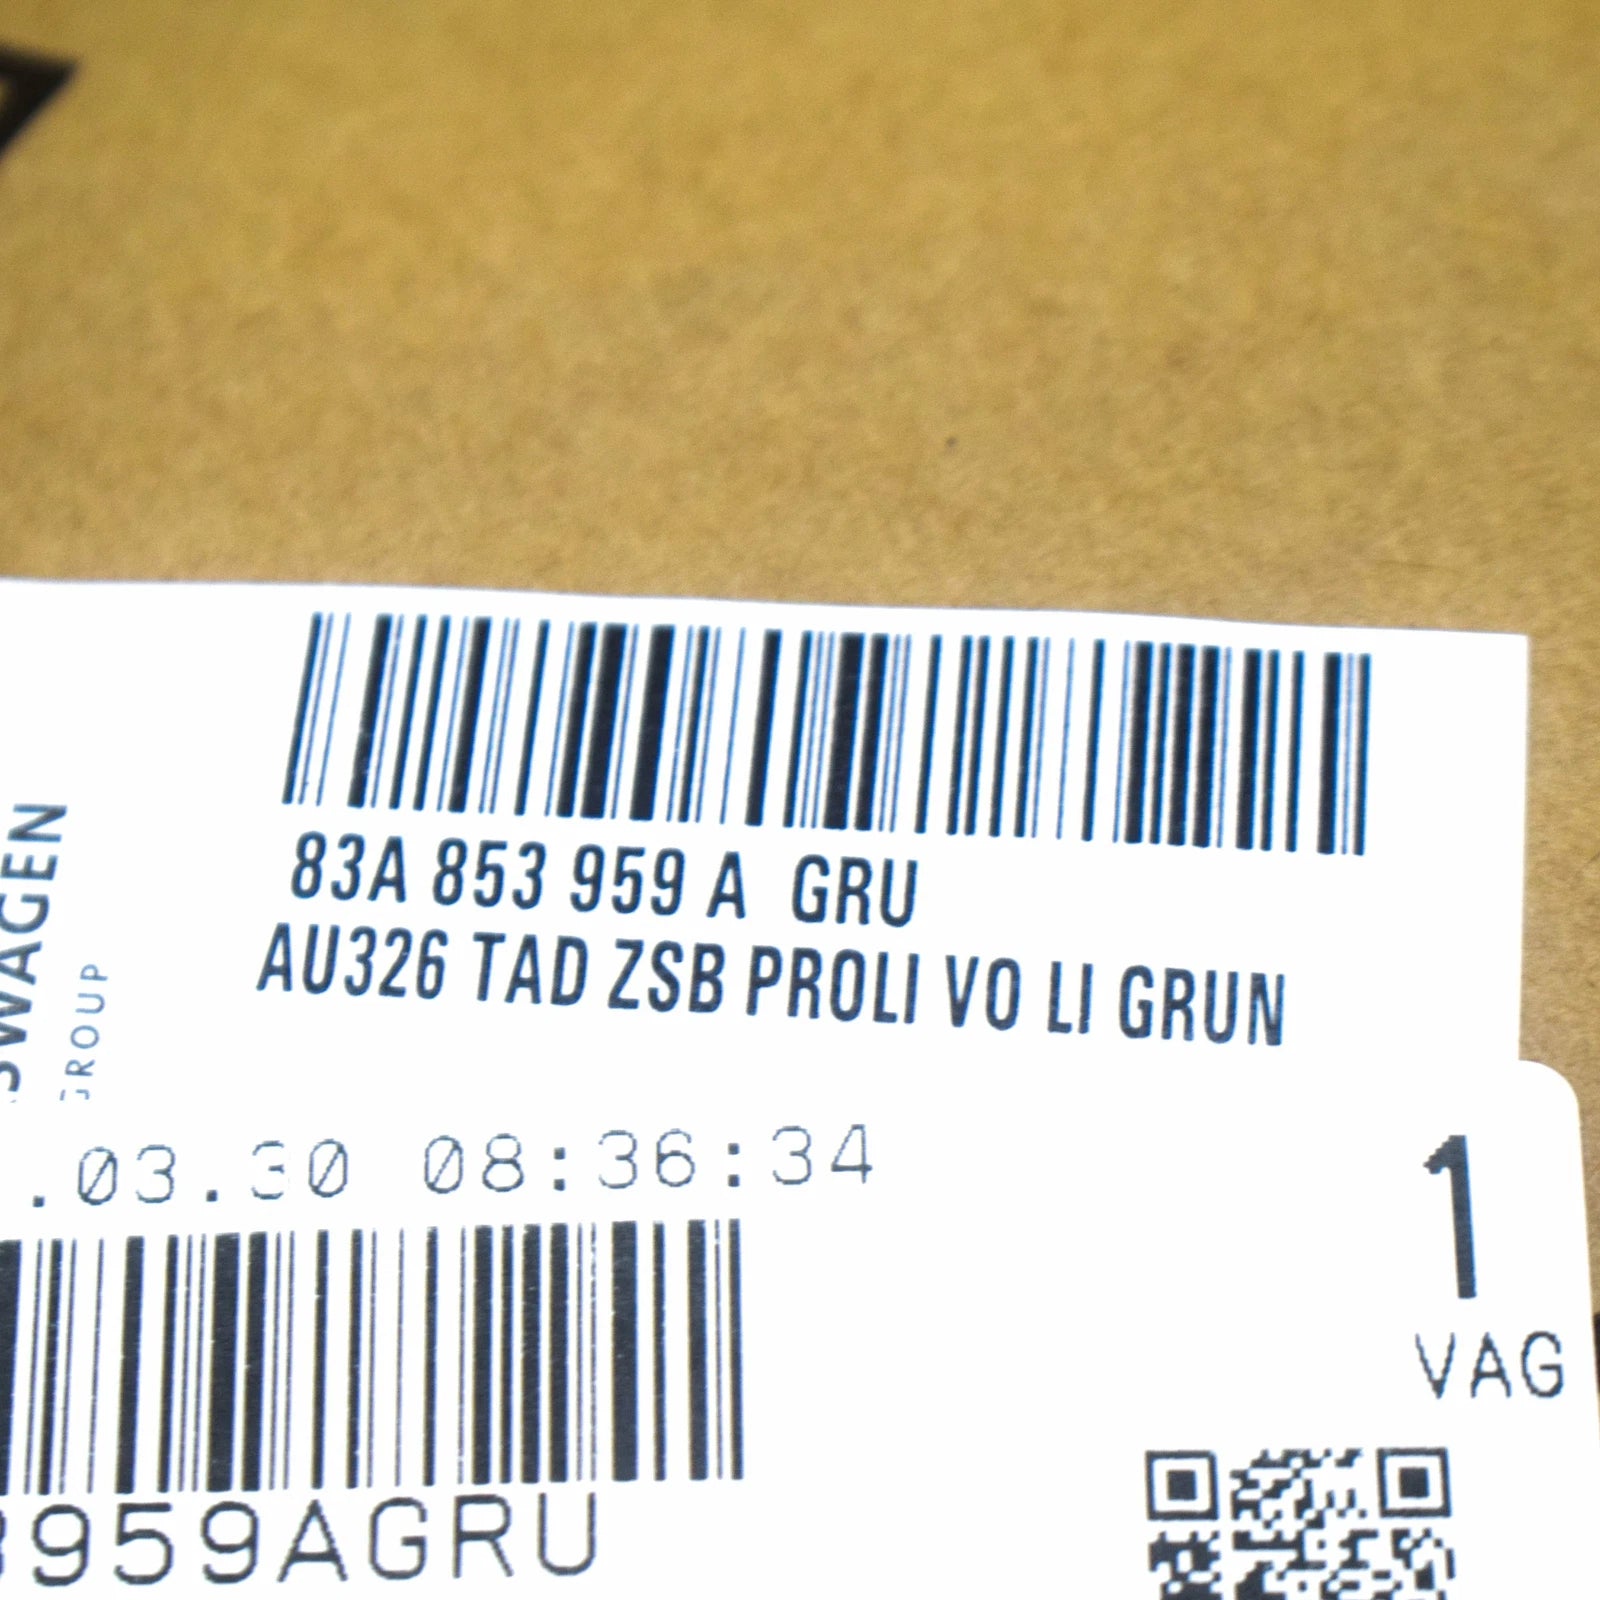 83A 853 959 A GRU
AU326 TAD ZSB PROLI VO LI GRUN
SWAGEN
GROUP
.03.30 08:36:34
1
VAG
959AGRU